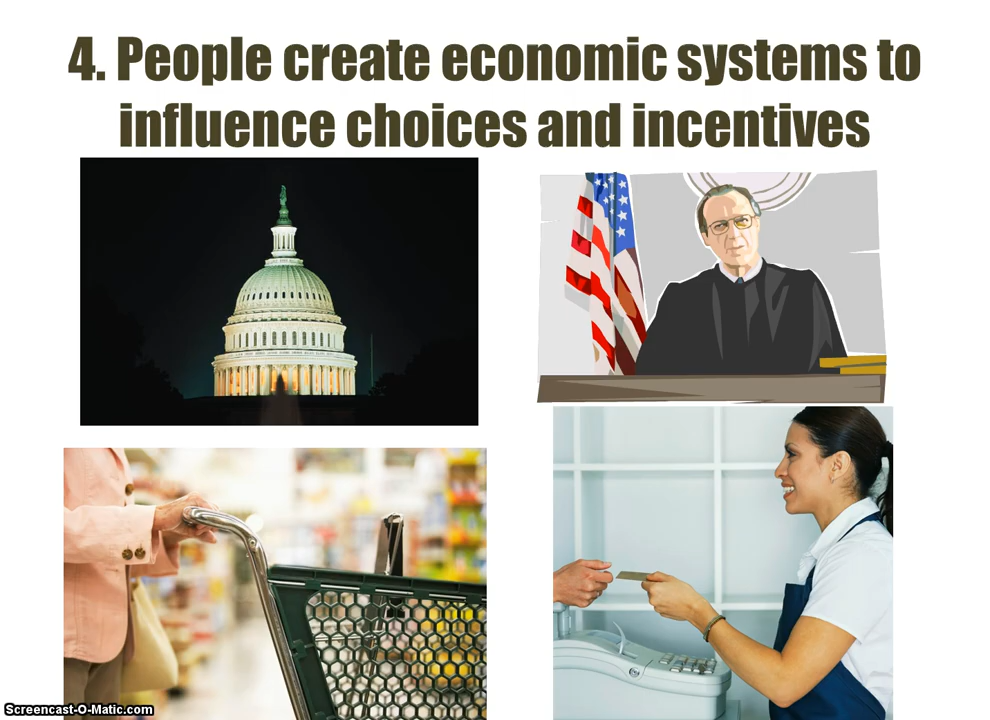 4. People create economic systems to
influence choices and incentives
Screencast-O-Matic.com